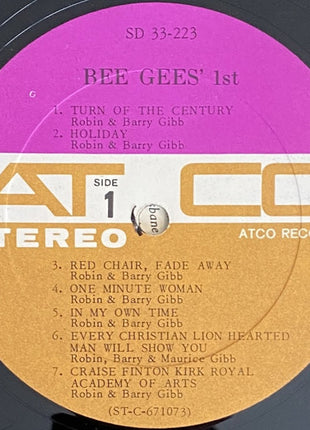 SD 33-223
BEE GEES' 1st
1. TURN OF THE CENTURY
Robin & Barry Gibb
2. HOLIDAY
Robin & Barry Gibb
AT CO
SIDE
1
STEREO
ATCO RECO
3. RED CHAIR, FADE AWAY
Robin & Barry Gibb
4. ONE MINUTE WOMAN
Robin & Barry Gibb
5. IN MY OWN TIME
Robin & Barry Gibb
6. EVERY CHRISTIAN LION HEARTED
MAN WILL SHOW YOU
Robin, Barry & Maurice Gibb
7. CRAISE FINTON KIRK ROYAL
ACADEMY OF ARTS
Robin & Barry Gibb
(ST-C-671073)